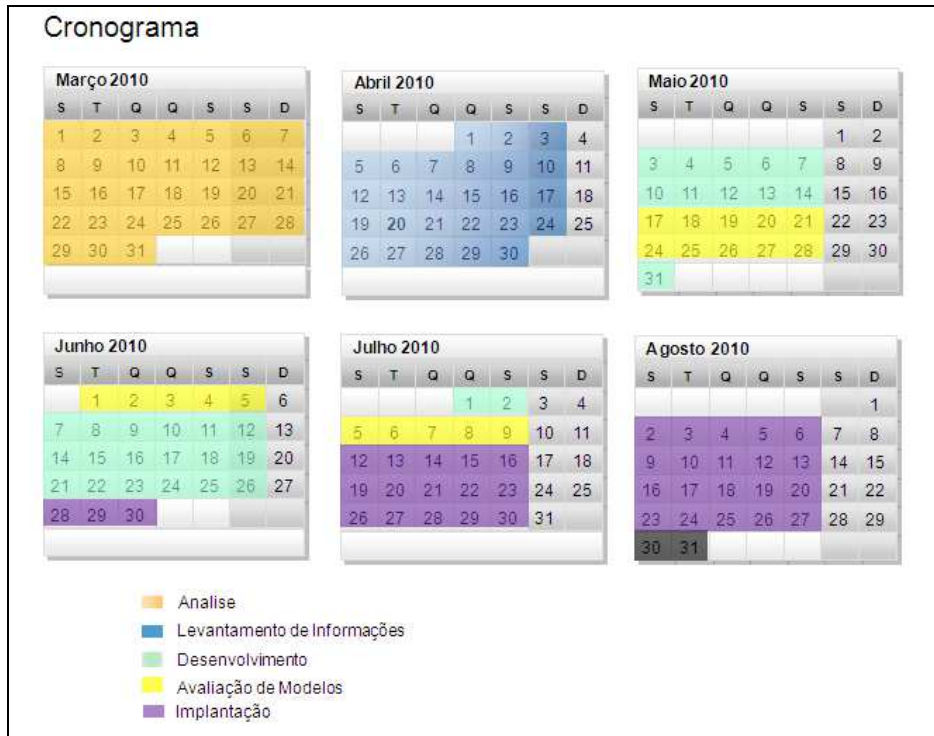 Cronograma
Março 2010
S T Q Q S S D
1 2 3 4 5 6 7
8 9 10 11 12 13 14
15 16 17 18 19 20 21
22 23 24 25 26 27 28
29 30 31
Abril 2010
S T Q Q S S D
1 2 3 4
5 6 7 8 9 10 11
12 13 14 15 16 17 18
19 20 21 22 23 24 25
26 27 28 29 30
Maio 2010
S T Q Q S S D
1 2
3 4 5 6 7 8 9
10 11 12 13 14 15 16
17 18 19 20 21 22 23
24 25 26 27 28 29 30
31
Junho 2010
S T Q Q S S D
1 2 3 4 5 6
7 8 9 10 11 12 13
14 15 16 17 18 19 20
21 22 23 24 25 26 27
28 29 30
Julho 2010
S T Q Q S S D
1 2 3 4
5 6 7 8 9 10 11
12 13 14 15 16 17 18
19 20 21 22 23 24 25
26 27 28 29 30 31
Agosto 2010
S T Q Q S S D
1
2 3 4 5 6 7 8
9 10 11 12 13 14 15
16 17 18 19 20 21 22
23 24 25 26 27 28 29
30 31
Analise
Levantamento de Informações
Desenvolvimento
Avaliação de Modelos
Implantação